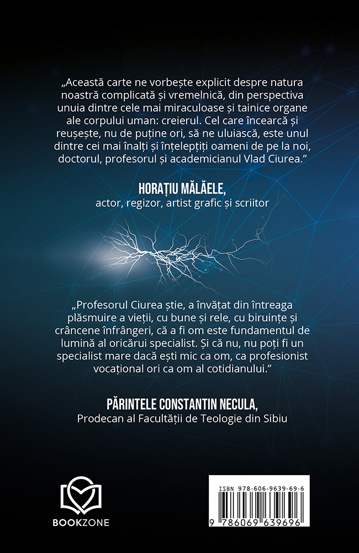 „Această carte ne vorbește explicit despre natura
noastră complicată și vremelnică, din perspectiva
unuia dintre cele mai miraculoase și tainice organe
ale corpului uman: creierul. Cel care încearcă și
reușește, nu de puține ori, să ne uluiască, este unul
dintre cei mai înalți și înțelepțiți oameni de pe la noi,
doctorul, profesorul și academicianul Vlad Ciurea.”
HORAȚIU MĂLĂELE,
actor, regizor, artist grafic și scriitor
„Profesorul Ciurea știe, a învățat din întreaga
plăsmuire a vieții, cu bune și rele, cu biruințe și
crâncene înfrângeri, că a fi om este fundamentul de
lumină al oricărui specialist. Și că nu, nu poți fi un
specialist mare dacă ești mic ca om, ca profesionist
vocațional ori ca om al cotidianului.”
PĂRINTELE CONSTANTIN NECULA,
Prodecan al Facultății de Teologie din Sibiu
BOOKZONE
ISBN 978-606-9639-69-6
9 786069 639696